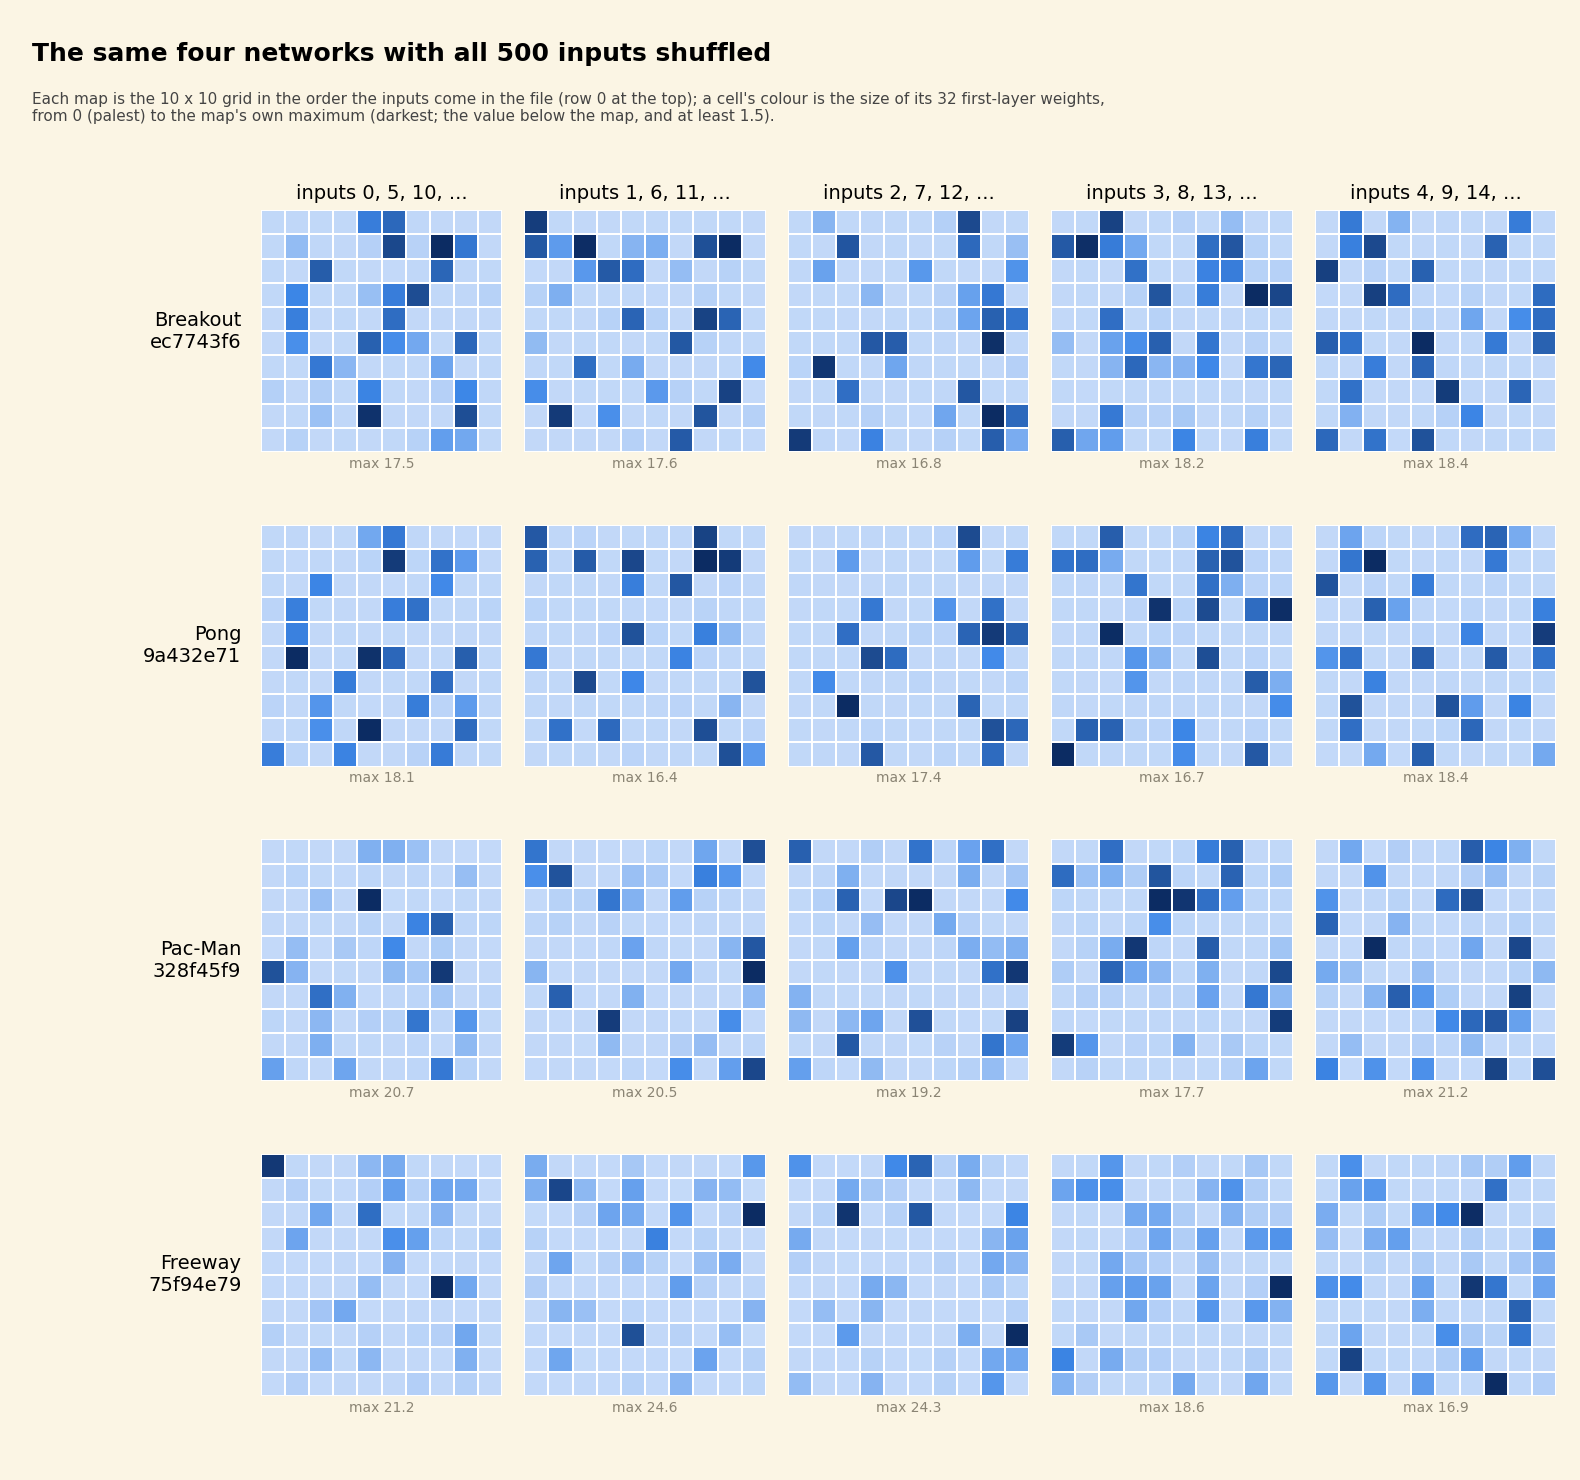 The same four networks with all 500 inputs shuffled
Each map is the 10 x 10 grid in the order the inputs come in the file (row 0 at the top); a cell's colour is the size of its 32 first-layer weights,
from 0 (palest) to the map's own maximum (darkest; the value below the map, and at least 1.5).
inputs 0, 5, 10, ... inputs 1, 6, 11, ... inputs 2, 7, 12, ... inputs 3, 8, 13, ... inputs 4, 9, 14, ...
Breakout
ec7743f6
max 17.5 max 17.6 max 16.8 max 18.2 max 18.4
Pong
9a432e71
max 18.1 max 16.4 max 17.4 max 16.7 max 18.4
Pac-Man
328f45f9
max 20.7 max 20.5 max 19.2 max 17.7 max 21.2
Freeway
75f94e79
max 21.2 max 24.6 max 24.3 max 18.6 max 16.9